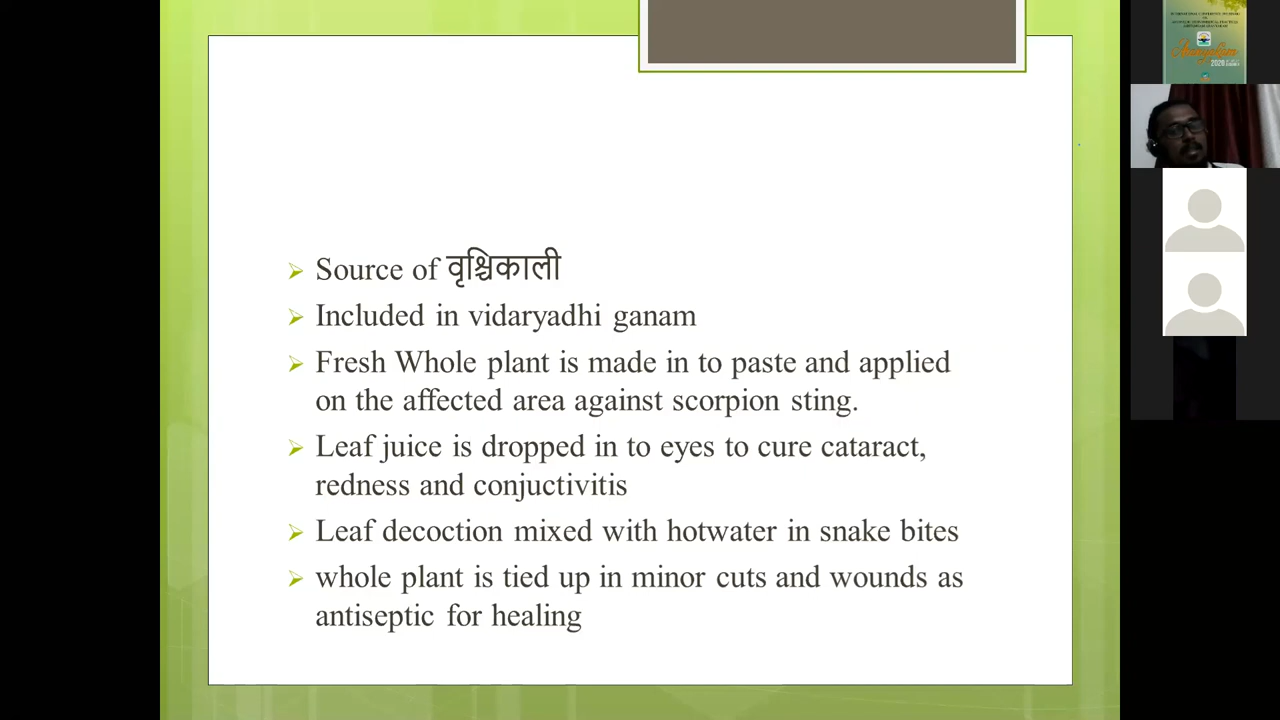 Source of वृश्चिकाली
Included in vidaryadhi ganam
Fresh Whole plant is made in to paste and applied
on the affected area against scorpion sting.
Leaf juice is dropped in to eyes to cure cataract,
redness and conjuctivitis
Leaf decoction mixed with hotwater in snake bites
whole plant is tied up in minor cuts and wounds as
antiseptic for healing
2020